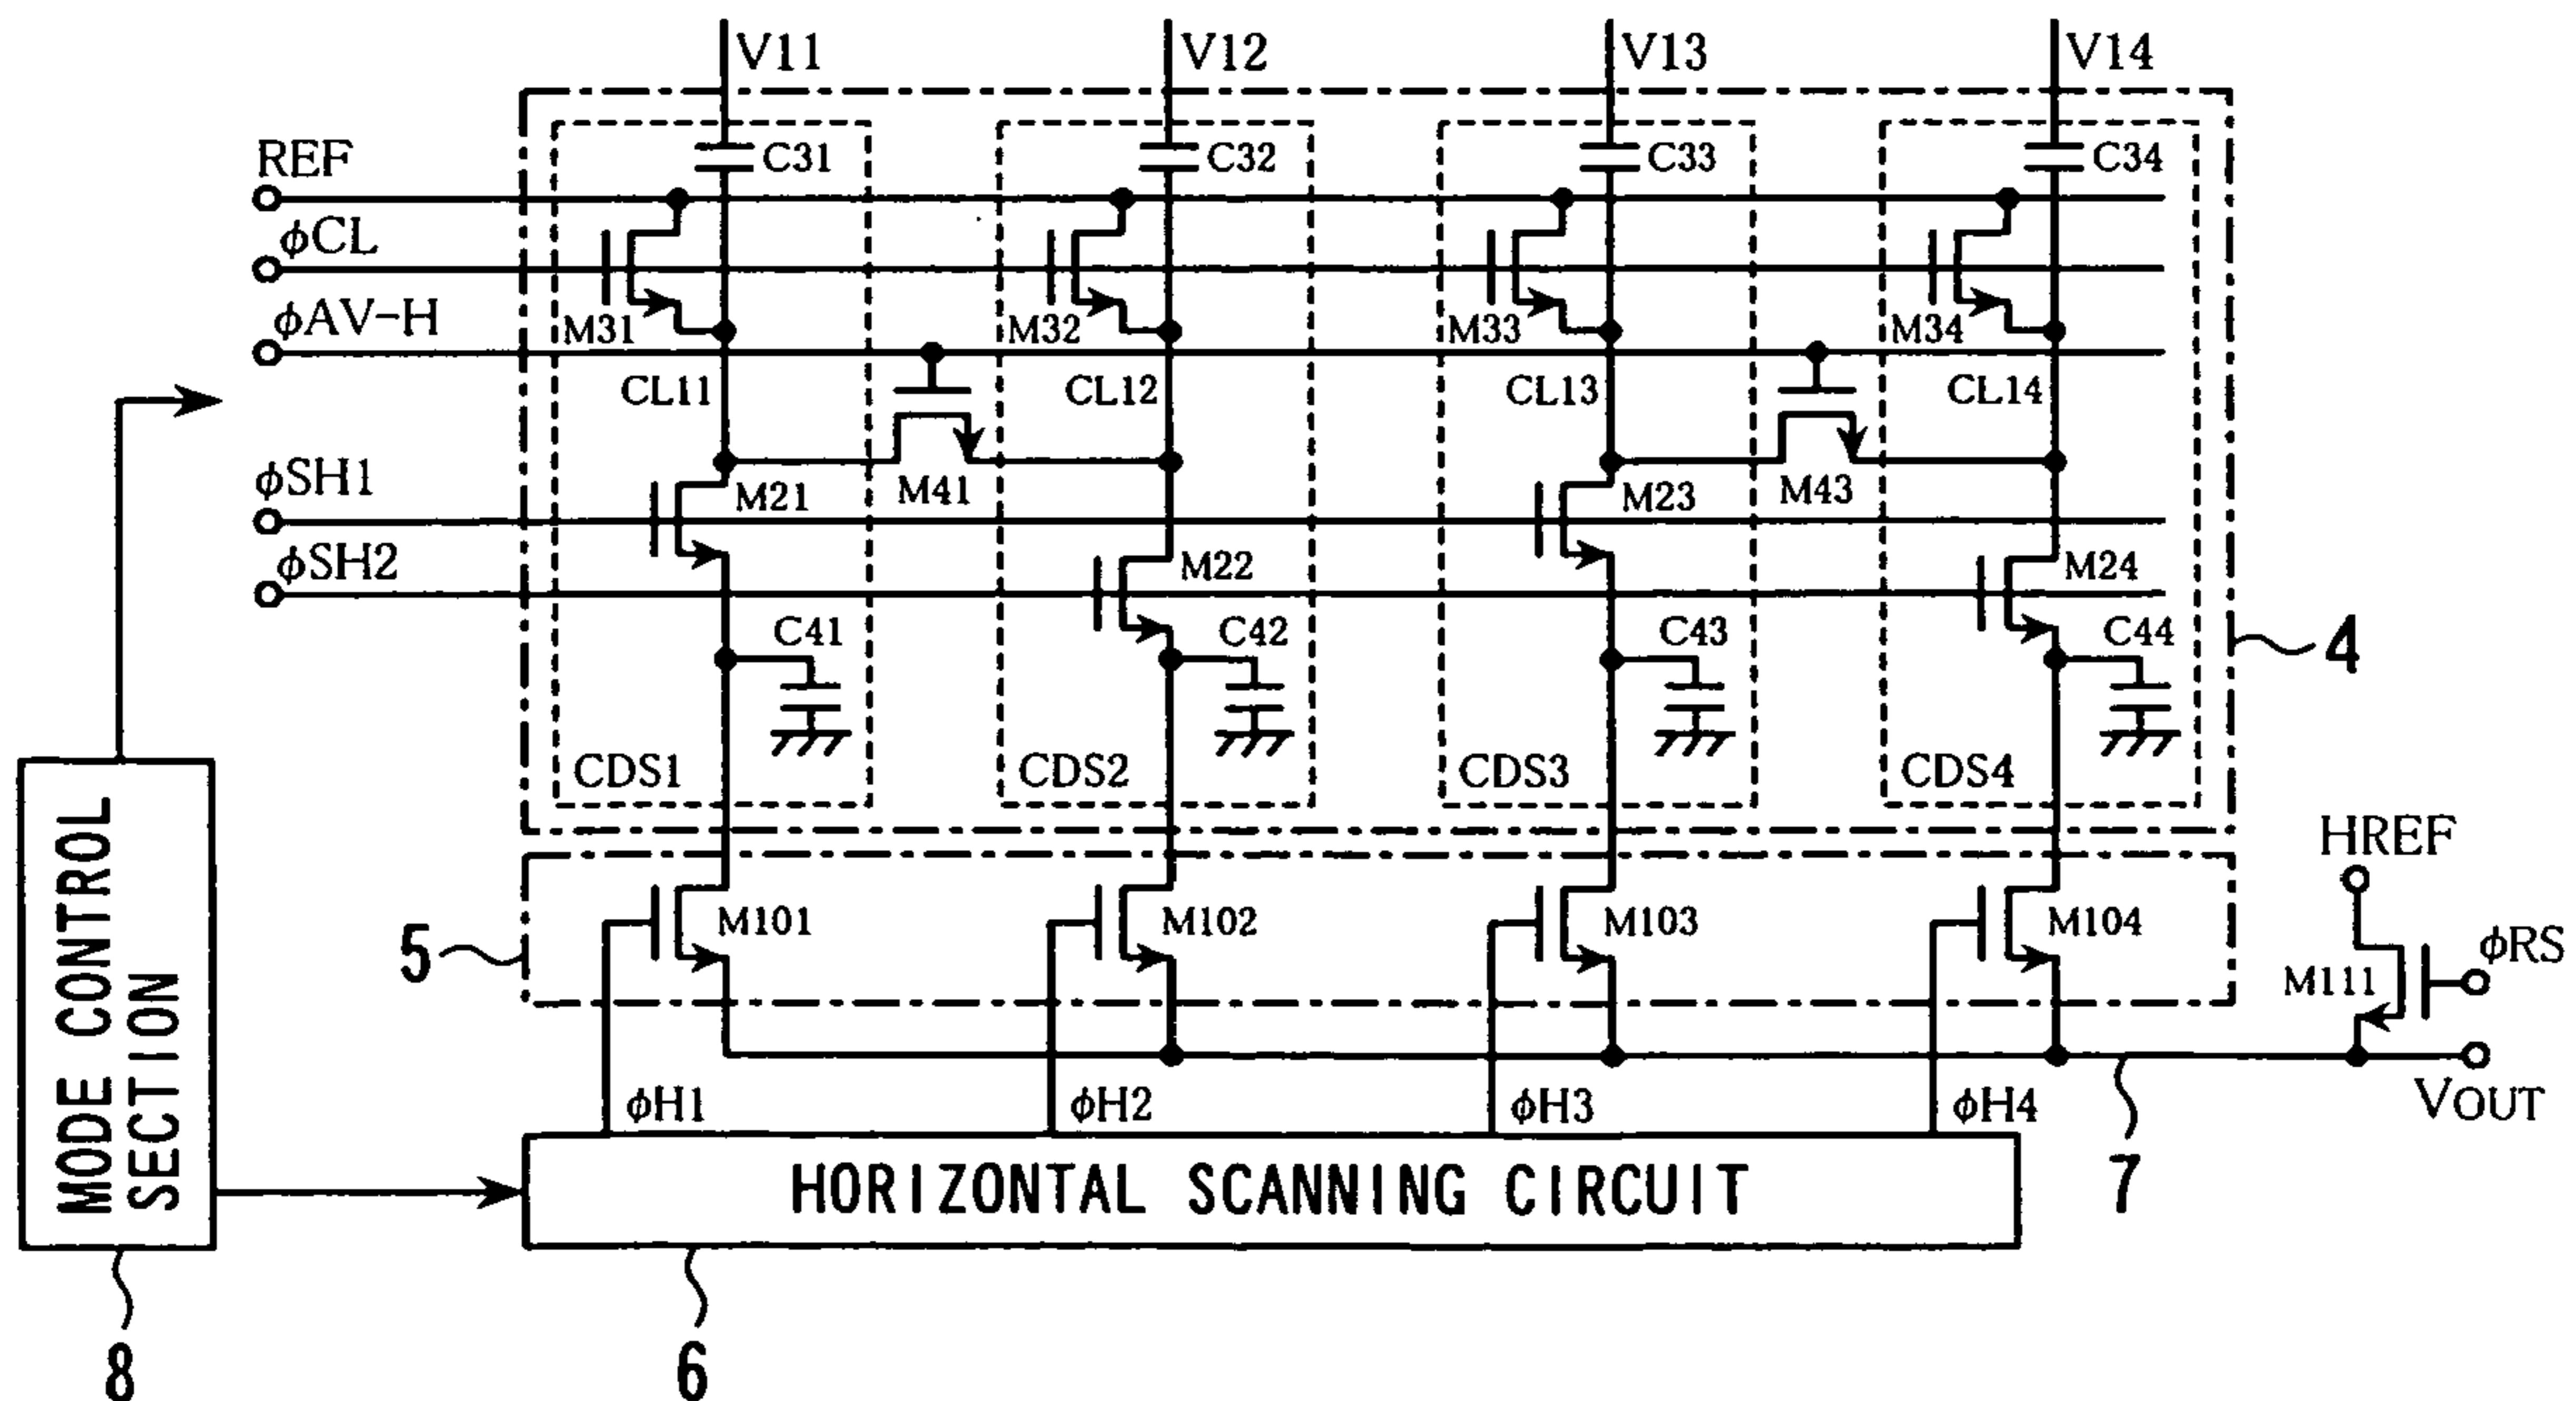 V11 V12 V13 V14
C31 C32 C33 C34
REF
φCL
M31 M32 M33 M34
φAV-H
CL11 CL12 CL13 CL14
M21 M41 M23 M43
φSH1
φSH2
M22 M24
C41 C42 C43 C44
4
CDS1 CDS2 CDS3 CDS4
HREF
5
M101 M102 M103 M104
φRS
M111
VOUT
φH1 φH2 φH3 φH4
7
MODE CONTROL
SECTION
HORIZONTAL SCANNING CIRCUIT
8
6